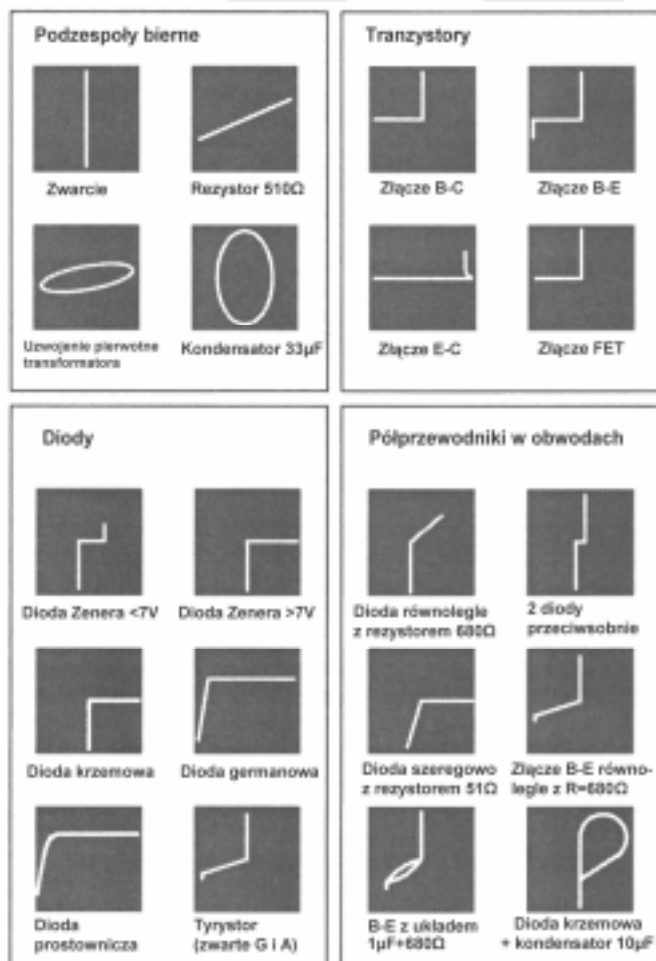 Podzespoły bierne
Zwarcie
Rezystor 510Ω
Uzwojenie pierwotne
transformatora
Kondensator 33µF
Tranzystory
Złącze B-C
Złącze B-E
Złącze E-C
Złącze FET
Diody
Dioda Zenera <7V
Dioda Zenera >7V
Dioda krzemowa
Dioda germanowa
Dioda
prostownicza
Tyrystor
(zwarte G i A)
Półprzewodniki w obwodach
Dioda równolegle
z rezystorem 680Ω
2 diody
przeciwsobnie
Dioda szeregowo
z rezystorem 51Ω
Złącze B-E równo-
legle z R=680Ω
B-E z układem
1µF+680Ω
Dioda krzemowa
+ kondensator 10µF